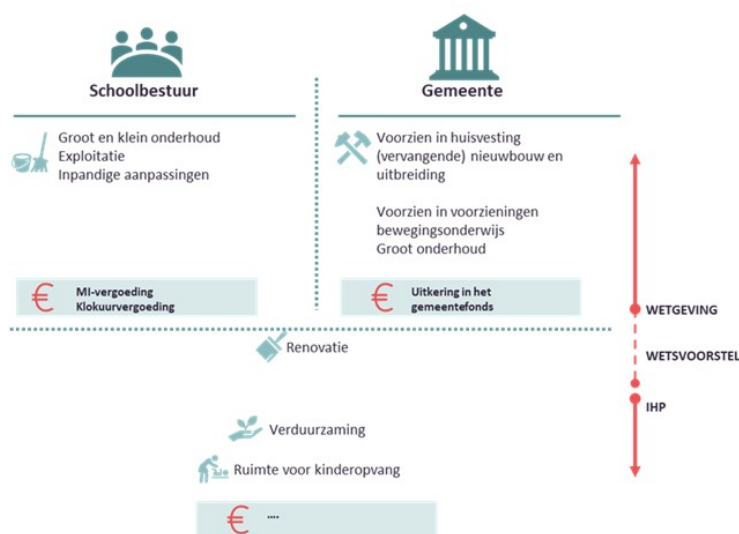 Schoolbestuur
Groot en klein onderhoud
Exploitatie
Inpandige aanpassingen
€ MI-vergoeding
Klokuurvergoeding
Gemeente
Voorzien in huisvesting
(vervangende) nieuwbouw en
uitbreiding
Voorzien in voorzieningen
bewegingsonderwijs
Groot onderhoud
€ Uitkering in het
gemeentefonds
WETGEVING
WETSVOORSTEL
IHP
Renovatie
Verduurzaming
Ruimte voor kinderopvang
€ ....